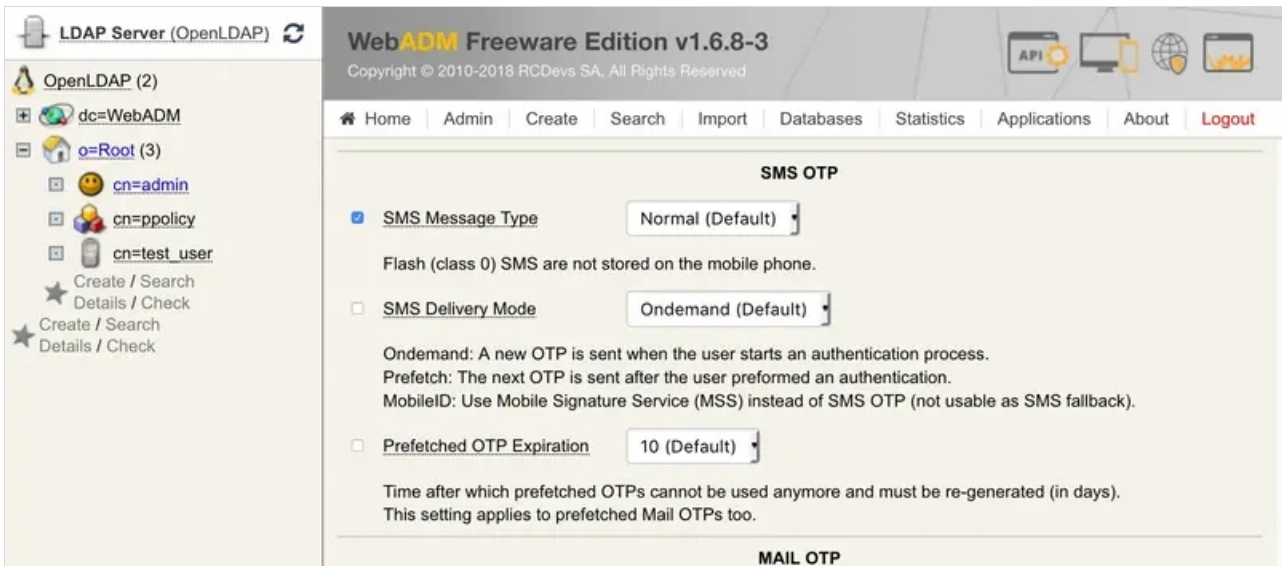 LDAP Server (OpenLDAP)
OpenLDAP (2)
dc=WebADM
o=Root (3)
cn=admin
cn=ppolicy
cn=test_user
Create / Search
Details / Check
Create / Search
Details / Check
WebADM Freeware Edition v1.6.8-3
Copyright © 2010-2018 RCDevs SA, All Rights Reserved
API
Home Admin Create Search Import Databases Statistics Applications About Logout
SMS OTP
SMS Message Type Normal (Default)
Flash (class 0) SMS are not stored on the mobile phone.
SMS Delivery Mode Ondemand (Default)
Ondemand: A new OTP is sent when the user starts an authentication process.
Prefetch: The next OTP is sent after the user preformed an authentication.
MobileID: Use Mobile Signature Service (MSS) instead of SMS OTP (not usable as SMS fallback).
Prefetched OTP Expiration 10 (Default)
Time after which prefetched OTPs cannot be used anymore and must be re-generated (in days).
This setting applies to prefetched Mail OTPs too.
MAIL OTP